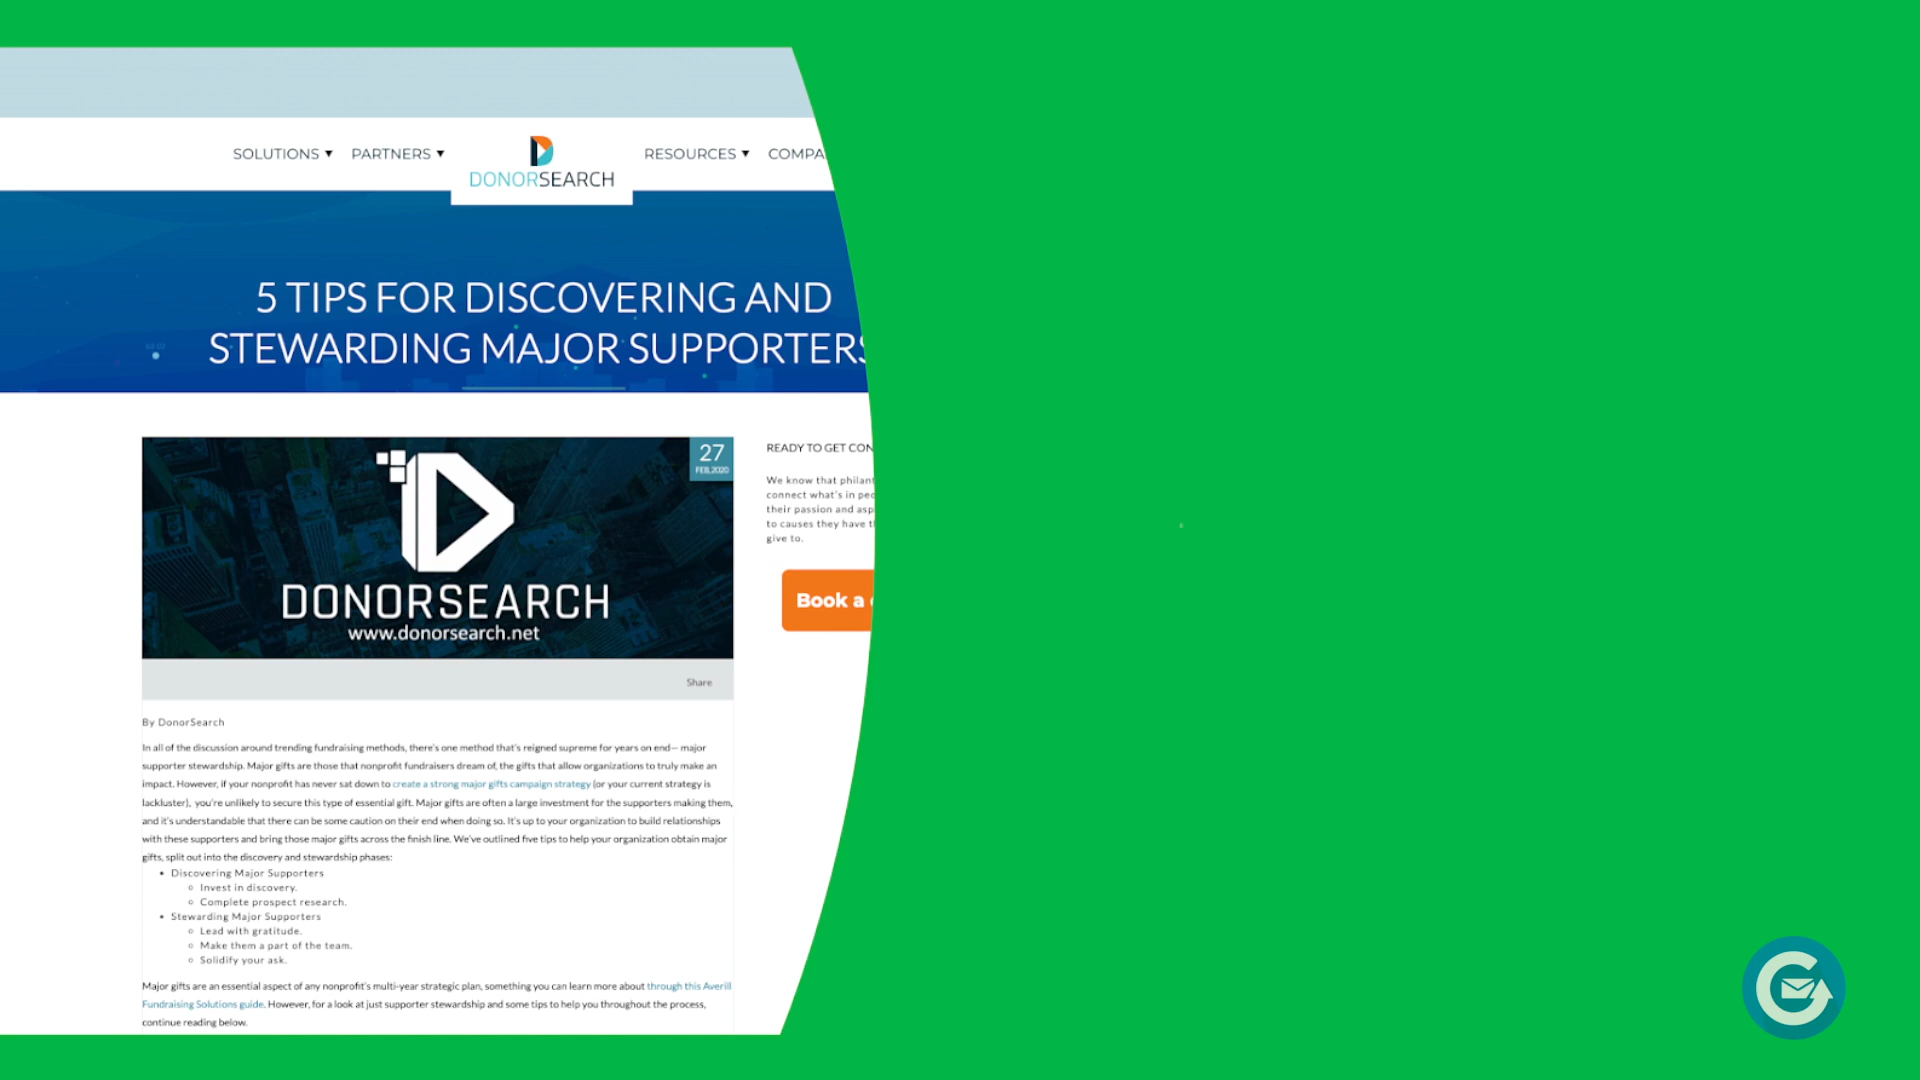 SOLUTIONS ▼ PARTNERS ▼ DONORSEARCH RESOURCES ▼ COMPA
5 TIPS FOR DISCOVERING AND
STEWARDING MAJOR SUPPORTERS
27
FEB, 2020
DONORSEARCH
www.donorsearch.net
Share
READY TO GET CON
We know that philant
connect what's in peo
their passion and asp
to causes they have t
give to.
Book a
By DonorSearch
In all of the discussion around trending fundraising methods, there's one method that's reigned supreme for years on end— major
supporter stewardship. Major gifts are those that nonprofit fundraisers dream of, the gifts that allow organizations to truly make an
impact. However, if your nonprofit has never sat down to create a strong major gifts campaign strategy (or your current strategy is
lackluster), you're unlikely to secure this type of essential gift. Major gifts are often a large investment for the supporters making them,
and it's understandable that there can be some caution on their end when doing so. It's up to your organization to build relationships
with these supporters and bring those major gifts across the finish line. We've outlined five tips to help your organization obtain major
gifts, split out into the discovery and stewardship phases:
• Discovering Major Supporters
○ Invest in discovery.
○ Complete prospect research.
• Stewarding Major Supporters
○ Lead with gratitude.
○ Make them a part of the team.
○ Solidify your ask.
Major gifts are an essential aspect of any nonprofit's multi-year strategic plan, something you can learn more about through this Averill
Fundraising Solutions guide. However, for a look at just supporter stewardship and some tips to help you throughout the process,
continue reading below.